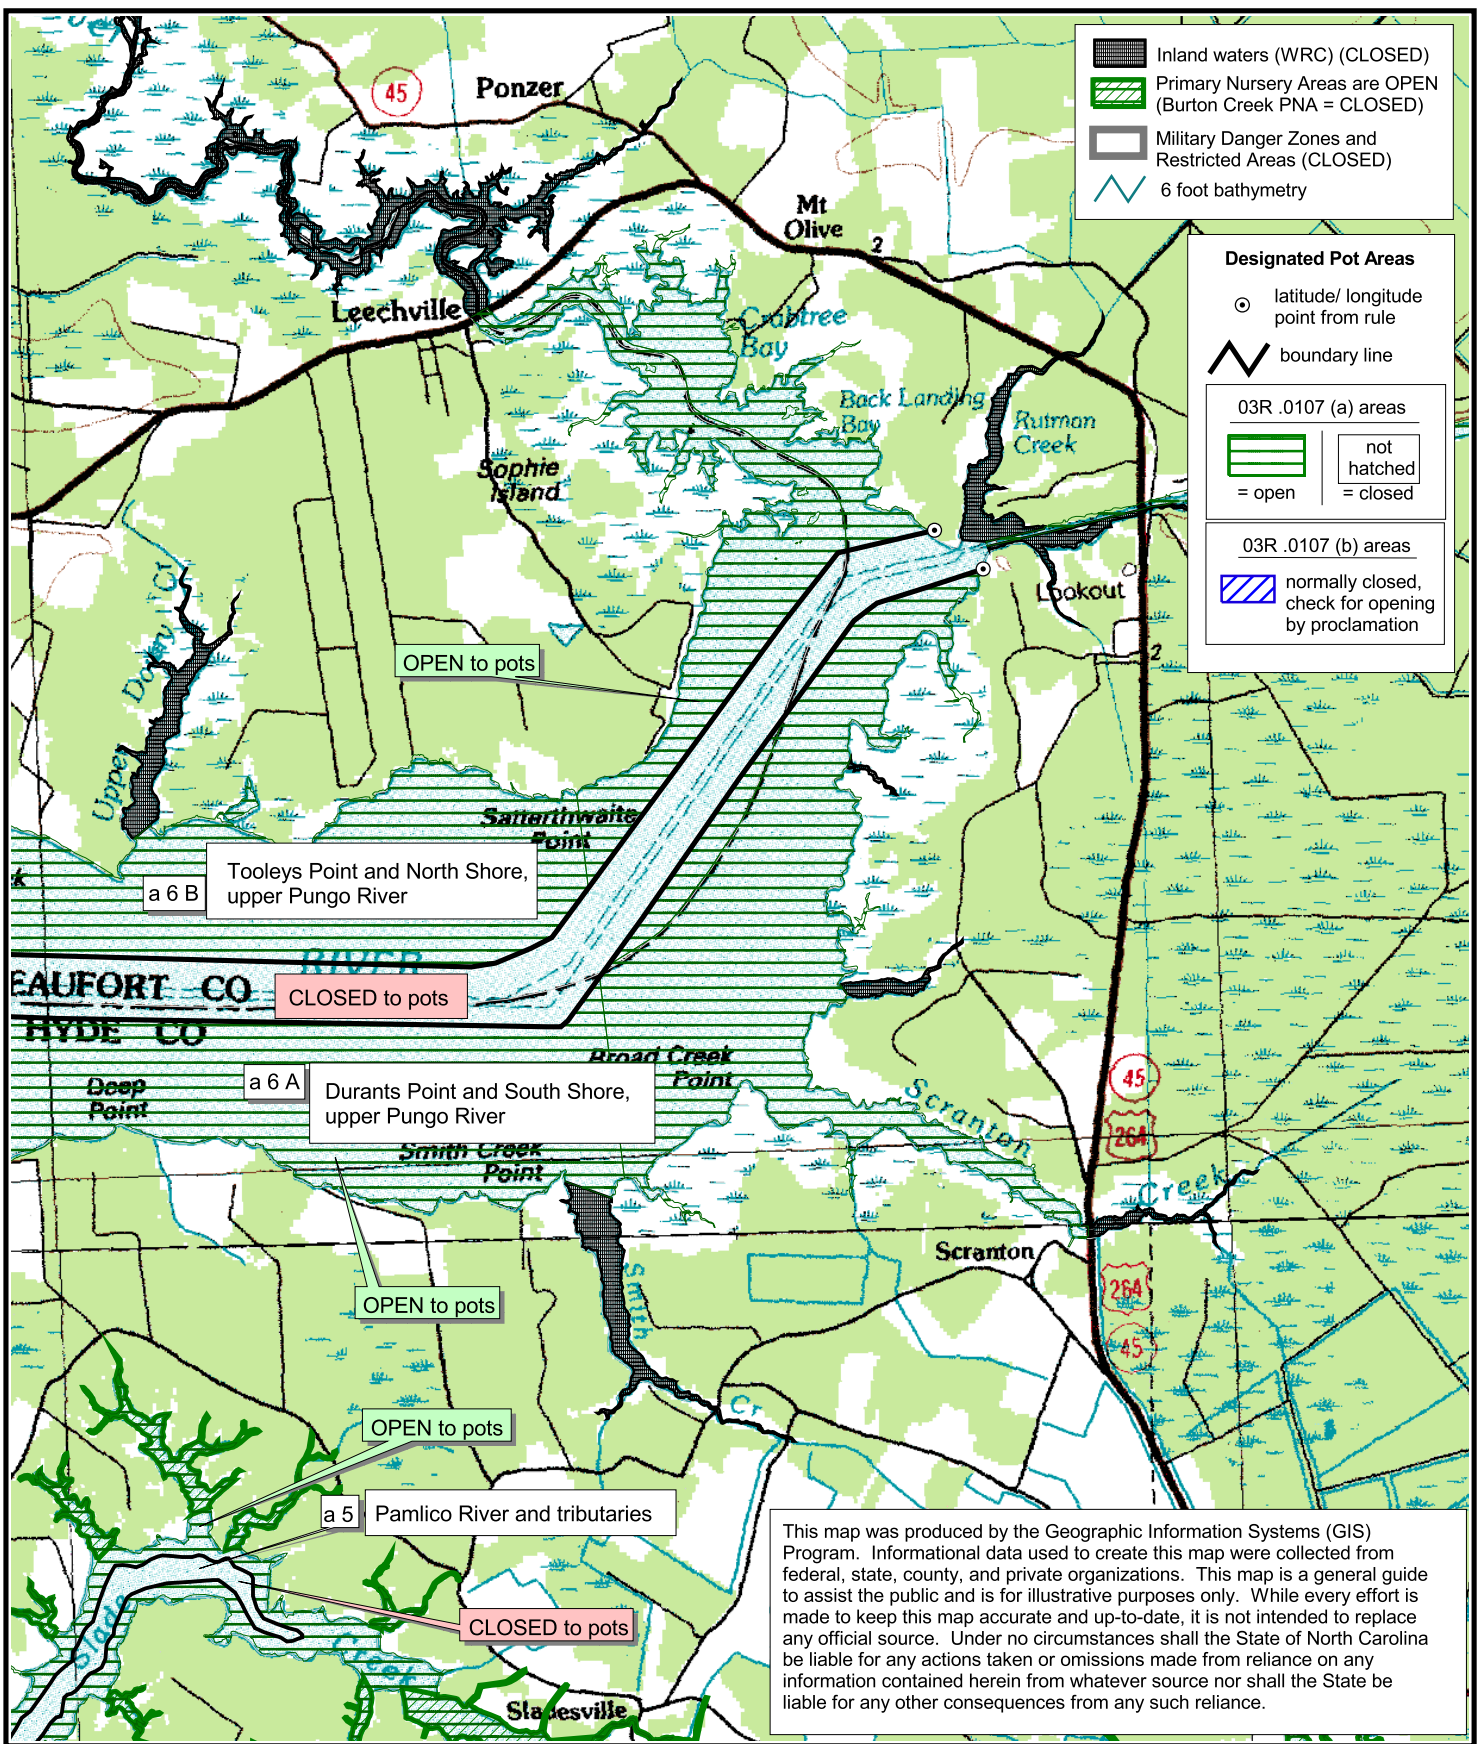 Inland waters (WRC) (CLOSED)
Primary Nursery Areas are OPEN
(Burton Creek PNA = CLOSED)
Military Danger Zones and
Restricted Areas (CLOSED)
6 foot bathymetry
Designated Pot Areas
latitude/ longitude
point from rule
boundary line
03R .0107 (a) areas
not
hatched
= open
= closed
03R .0107 (b) areas
normally closed,
check for opening
by proclamation
45
Ponzer
Mt
Olive
2
Leechville
Crabtree
Bay
Back Landing
Bay
Rutman
Creek
Sophie
Island
Lookout
2
Upper Dowry Cr
OPEN to pots
Satterthwaite
Point
a 6 B
Tooleys Point and North Shore,
upper Pungo River
RIVER
EAUFORT CO
CLOSED to pots
HYDE CO
Broad Creek
Point
a 6 A
Durants Point and South Shore,
upper Pungo River
Deep
Point
Smith Creek
Point
Scranton
Creek
45
264
Scranton
264
45
OPEN to pots
Smith
Cr
OPEN to pots
a 5
Pamlico River and tributaries
CLOSED to pots
Slade
Creek
Sladesville
This map was produced by the Geographic Information Systems (GIS)
Program. Informational data used to create this map were collected from
federal, state, county, and private organizations. This map is a general guide
to assist the public and is for illustrative purposes only. While every effort is
made to keep this map accurate and up-to-date, it is not intended to replace
any official source. Under no circumstances shall the State of North Carolina
be liable for any actions taken or omissions made from reliance on any
information contained herein from whatever source nor shall the State be
liable for any other consequences from any such reliance.